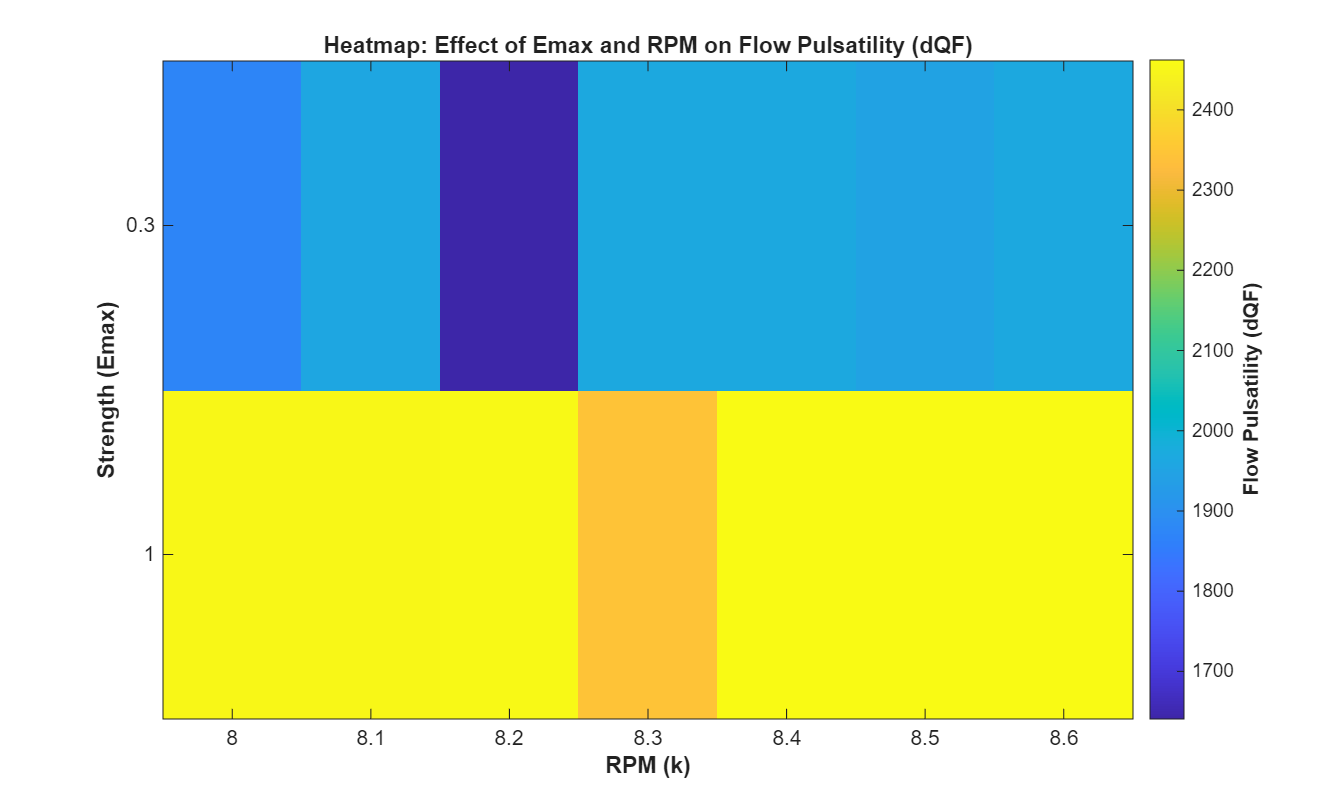 Heatmap: Effect of Emax and RPM on Flow Pulsatility (dQF)
Strength (Emax)
0.3
1
8 8.1 8.2 8.3 8.4 8.5 8.6
RPM (k)
2400
2300
2200
2100
2000
1900
1800
1700
Flow Pulsatility (dQF)